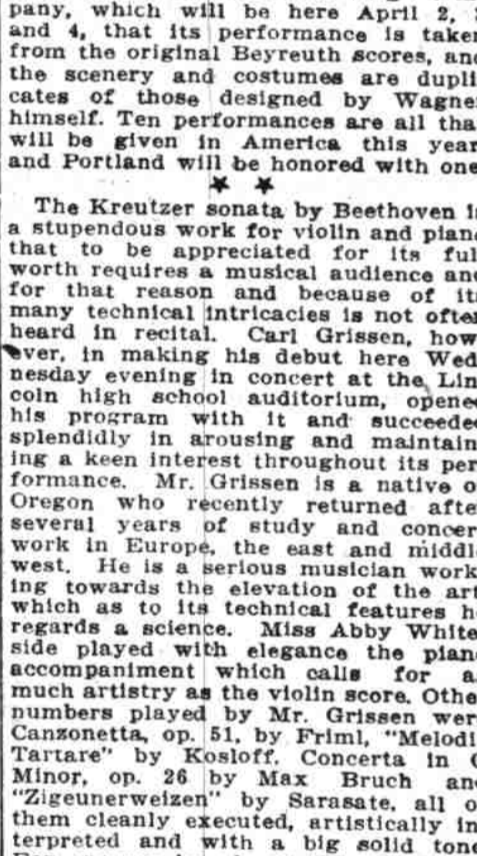 pany, which will be here April 2, 3
and 4, that its performance is taken
from the original Beyreuth scores, and
the scenery and costumes are dupli-
cates of those designed by Wagner
himself. Ten performances are all that
will be given in America this year
and Portland will be honored with one
★ ★
The Kreutzer sonata by Beethoven is
a stupendous work for violin and piano
that to be appreciated for its full
worth requires a musical audience and
for that reason and because of its
many technical intricacies is not often
heard in recital. Carl Grissen, how-
ever, in making his debut here Wed-
nesday evening in concert at the Lin-
coln high school auditorium, opened
his program with it and succeeded
splendidly in arousing and maintain-
ing a keen interest throughout its per-
formance. Mr. Grissen is a native of
Oregon who recently returned after
several years of study and concert
work in Europe, the east and middle
west. He is a serious musician work-
ing towards the elevation of the art
which as to its technical features he
regards a science. Miss Abby White-
side played with elegance the piano
accompaniment which calls for as
much artistry as the violin score. Other
numbers played by Mr. Grissen were
Canzonetta, op. 51, by Friml, "Melodie
Tartare" by Kosloff. Concerta in G
Minor, op. 26 by Max Bruch and
"Zigeunerweizen" by Sarasate, all of
them cleanly executed, artistically in-
terpreted and with a big solid tone